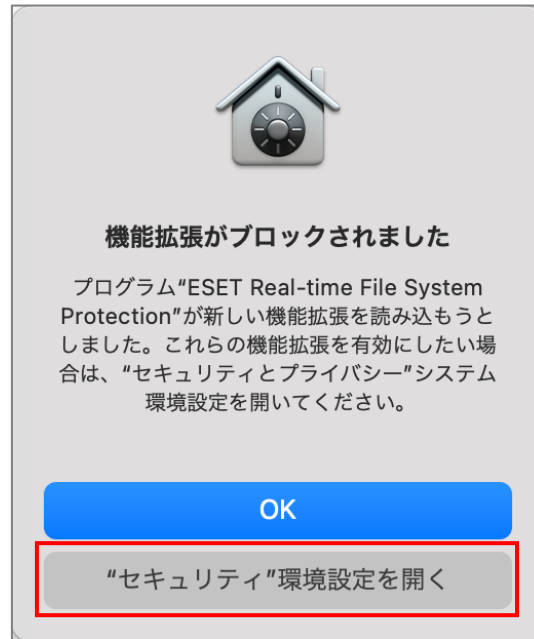 機能拡張がブロックされました
プログラム“ESET Real-time File System
Protection”が新しい機能拡張を読み込もうと
しました。これらの機能拡張を有効にしたい場
合は、“セキュリティとプライバシー”システム
環境設定を開いてください。
OK
“セキュリティ”環境設定を開く